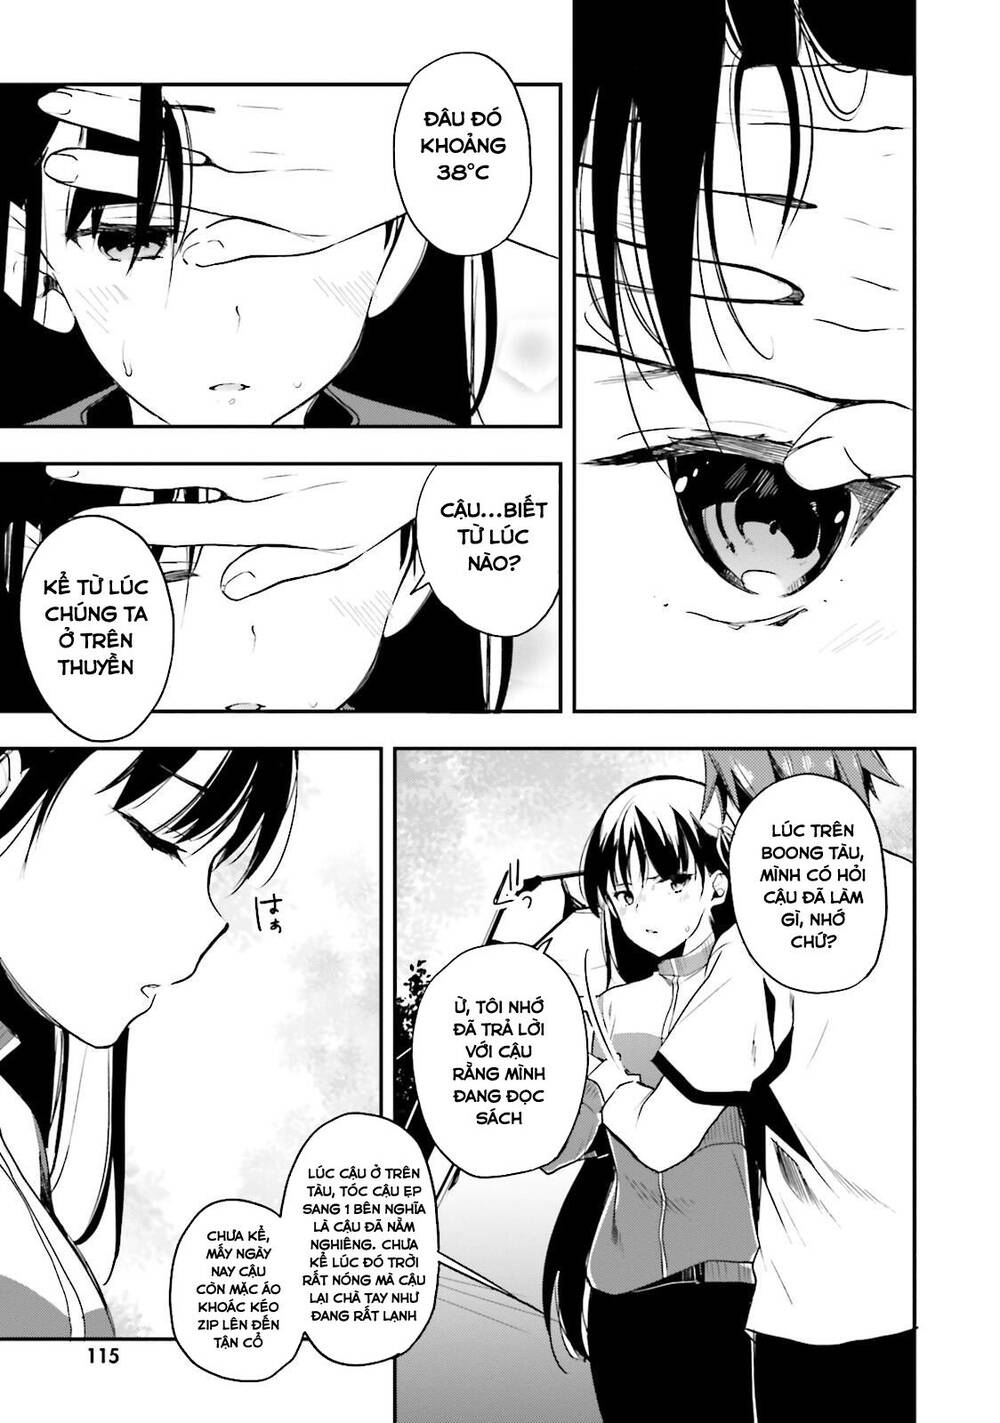 ĐÂU ĐÓ
KHOẢNG
38°C
CẬU...BIẾT
TỪ LÚC
NÀO?
KỂ TỪ LÚC
CHÚNG TA
Ở TRÊN
THUYỀN
LÚC TRÊN
BOONG TÀU,
MÌNH CÓ HỎI
CẬU ĐÃ LÀM
GÌ, NHỚ
CHỨ?
Ừ, TÔI NHỚ
ĐÃ TRẢ LỜI
VỚI CẬU
RẰNG MÌNH
ĐANG ĐỌC
SÁCH
LÚC CẬU Ở TRÊN
TÀU, TÓC CẬU ẸP
SANG 1 BÊN NGHĨA
LÀ CẬU ĐÃ NẰM
NGHIÊNG. CHƯA
KỂ LÚC ĐÓ TRỜI
RẤT NÓNG MÀ CẬU
LẠI CHÀ TAY NHƯ
ĐANG RẤT LẠNH
CHƯA KỂ,
MẤY NGÀY
NAY CẬU
CÒN MẶC ÁO
KHOÁC KÉO
ZIP LÊN ĐẾN
TẬN CỔ
はぁ
115